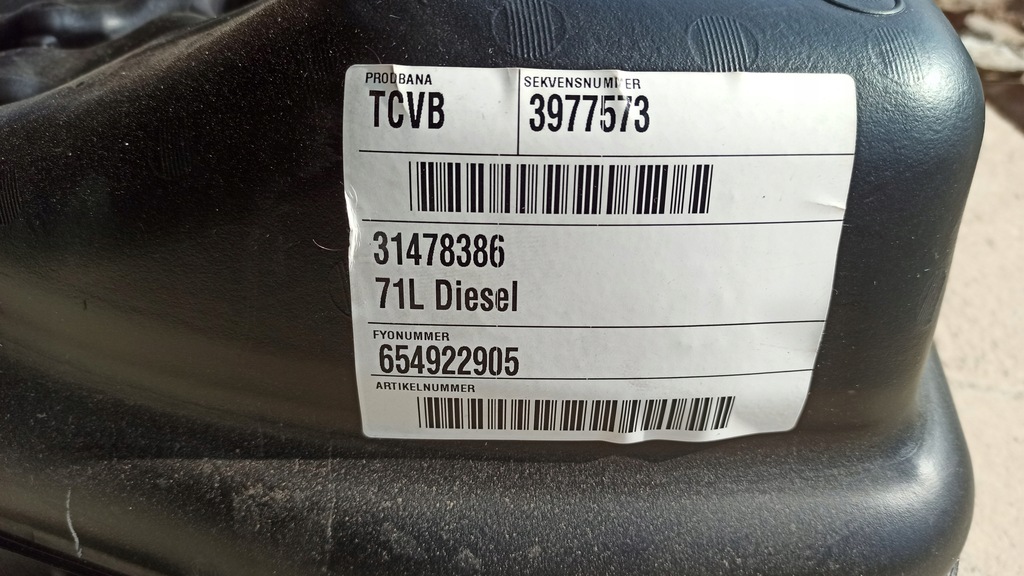 PRODBANA SEKVENSNUMMER
TCVB 3977573
31478386
71L Diesel
FYONUMMER
654922905
ARTIKELNUMMER